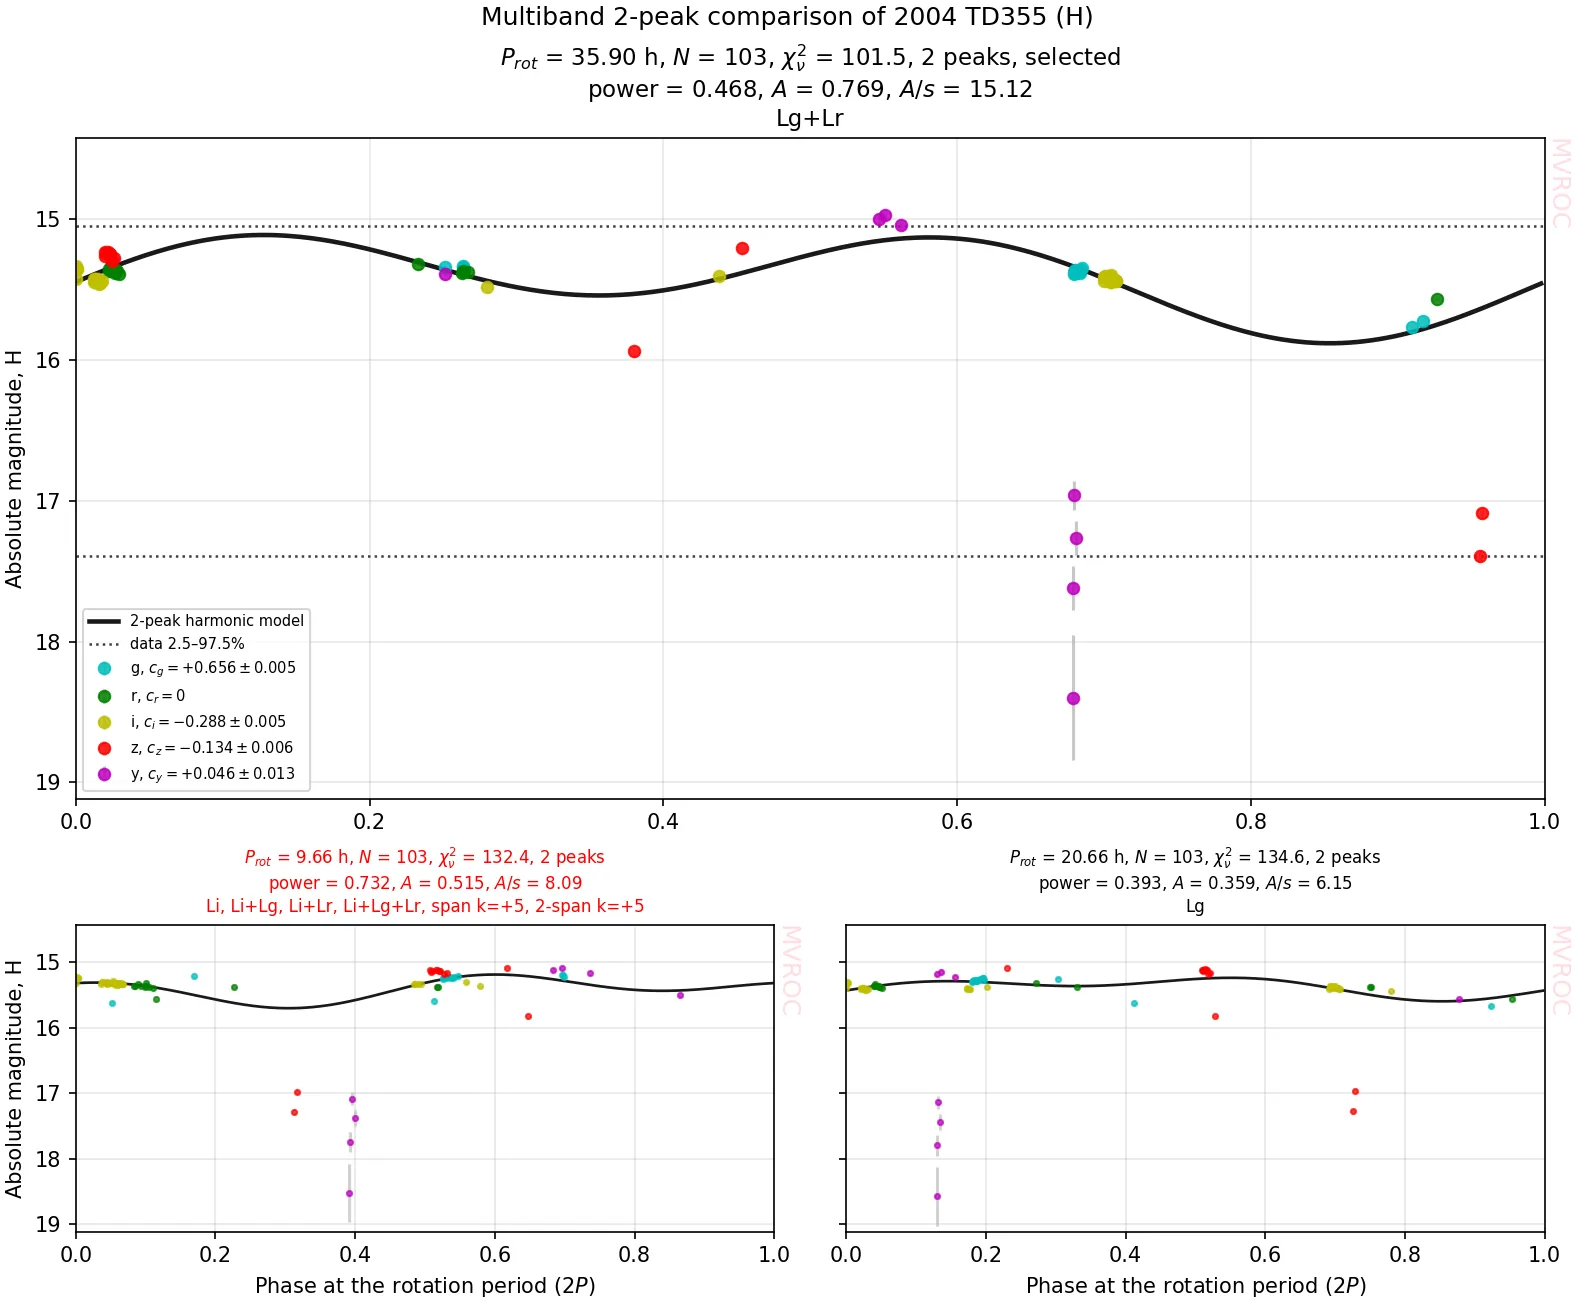 Multiband 2-peak comparison of 2004 TD355 (H)
P_rot = 35.90 h, N = 103, χ²_ν = 101.5, 2 peaks, selected
power = 0.468, A = 0.769, A/s = 15.12
Lg+Lr
MVROC
Absolute magnitude, H
15
16
17
18
19
2-peak harmonic model
data 2.5–97.5%
g, c_g = +0.656 ± 0.005
r, c_r = 0
i, c_i = −0.288 ± 0.005
z, c_z = −0.134 ± 0.006
y, c_y = +0.046 ± 0.013
0.0 0.2 0.4 0.6 0.8 1.0
P_rot = 9.66 h, N = 103, χ²_ν = 132.4, 2 peaks
power = 0.732, A = 0.515, A/s = 8.09
Li, Li+Lg, Li+Lr, Li+Lg+Lr, span k=+5, 2-span k=+5
MVROC
Absolute magnitude, H
15
16
17
18
19
0.0 0.2 0.4 0.6 0.8 1.0
Phase at the rotation period (2P)
P_rot = 20.66 h, N = 103, χ²_ν = 134.6, 2 peaks
power = 0.393, A = 0.359, A/s = 6.15
Lg
MVROC
0.0 0.2 0.4 0.6 0.8 1.0
Phase at the rotation period (2P)